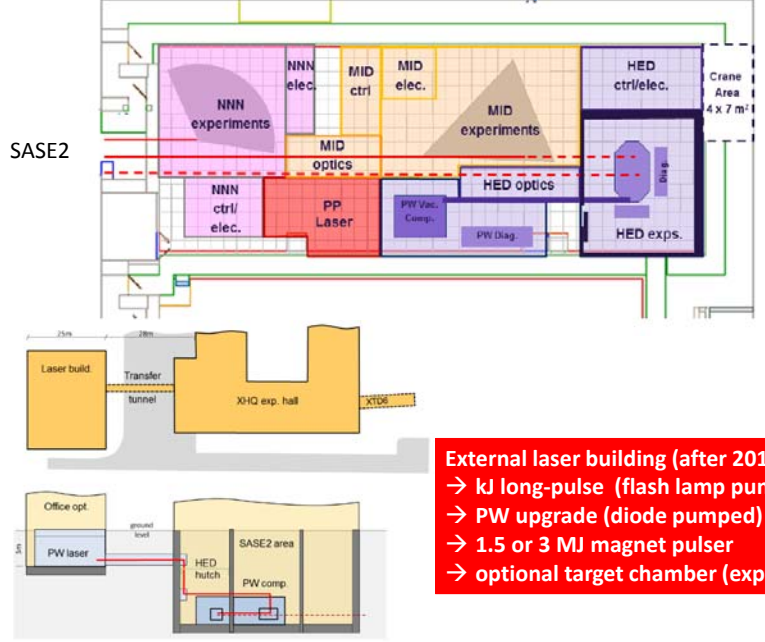 NNN
experiments
NNN
elec.
MID
ctrl
MID
elec.
MID
experiments
HED
ctrl/elec.
Crane
Area
4 x 7 m²
SASE2
MID
optics
HED optics
Diag.
NNN
ctrl/
elec.
PP
Laser
PW Vac.
Comp.
PW Diag.
HED exps.
25m
28m
Laser build.
Transfer
tunnel
XHQ exp. hall
XTD6
External laser building (after 201
→ kJ long-pulse (flash lamp pum
→ PW upgrade (diode pumped)
→ 1.5 or 3 MJ magnet pulser
→ optional target chamber (exp
Office opt.
ground
level
SASE2 area
PW laser
HED
hutch
PW comp.